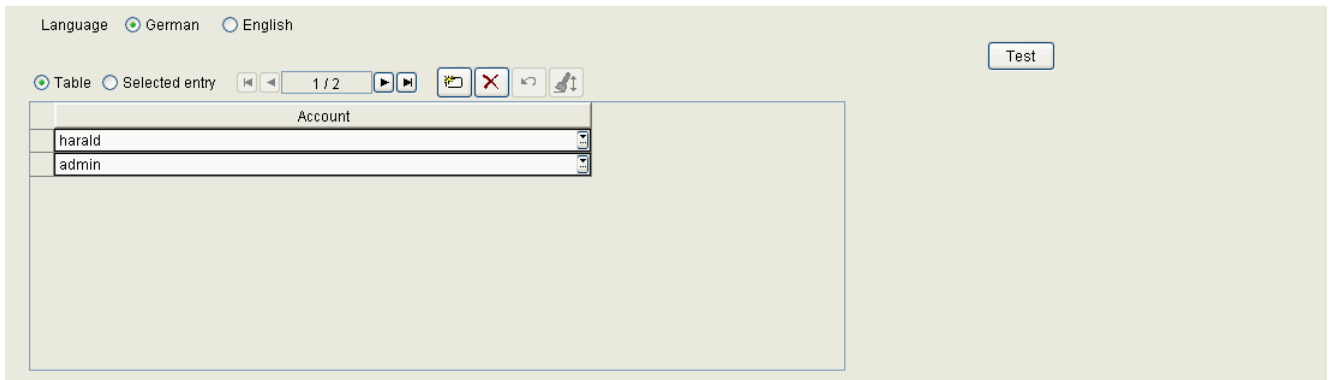 Language German English
Test
Table Selected entry 1 / 2
Account
harald
admin